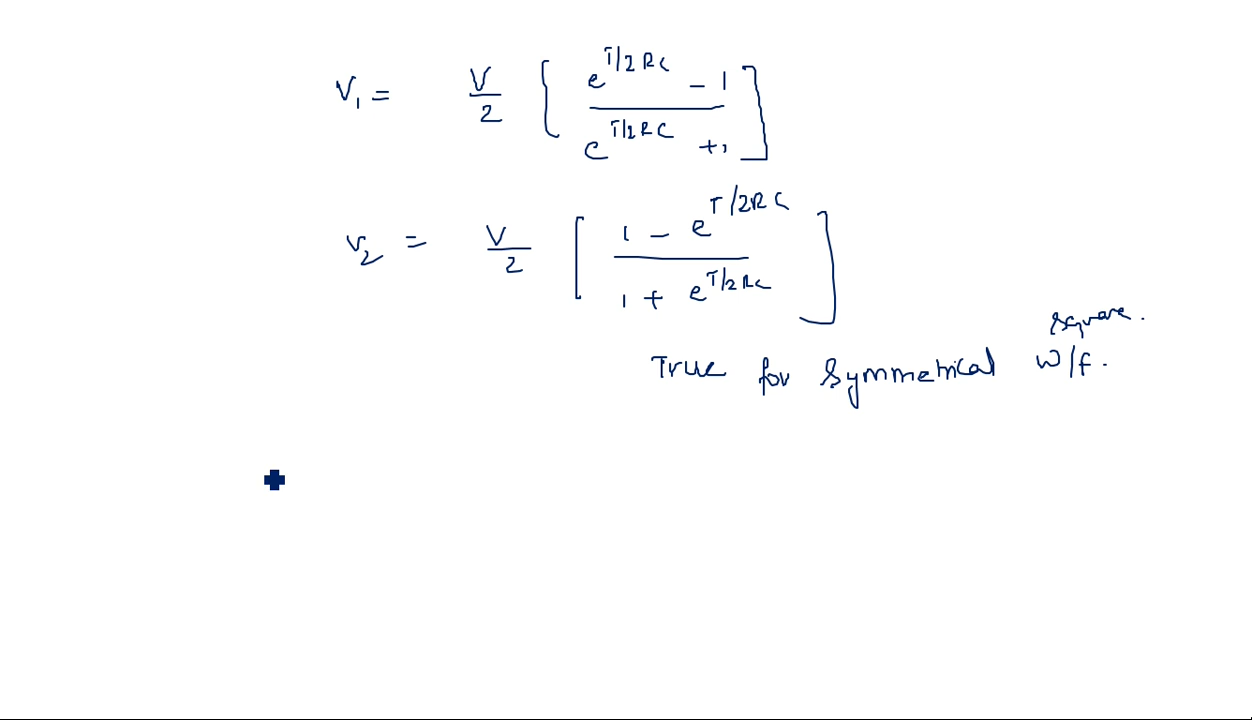 V₁ = V/2 [ (e^{T/2RC} - 1) / (e^{T/2RC} + 1) ]
V₂ = V/2 [ (1 - e^{T/2RC}) / (1 + e^{T/2RC}) ]
square.
True for Symmetrical W/f.